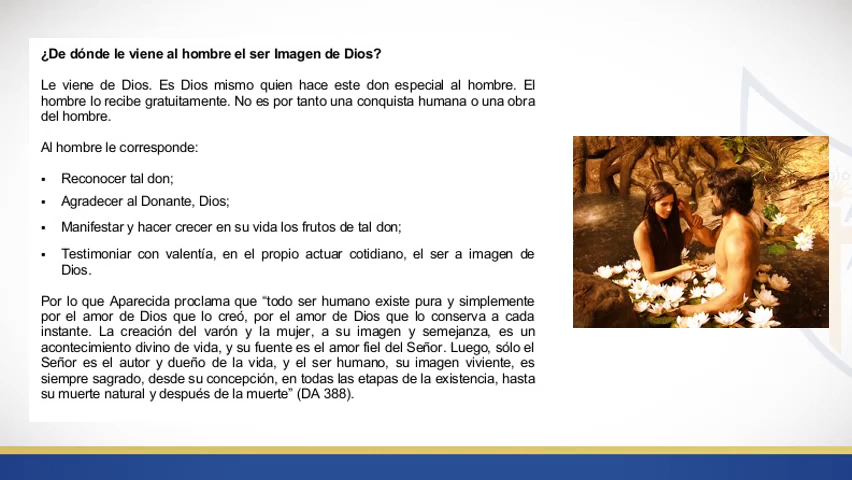 ¿De dónde le viene al hombre el ser Imagen de Dios?
Le viene de Dios. Es Dios mismo quien hace este don especial al hombre. El
hombre lo recibe gratuitamente. No es por tanto una conquista humana o una obra
del hombre.
Al hombre le corresponde:
▪ Reconocer tal don;
▪ Agradecer al Donante, Dios;
▪ Manifestar y hacer crecer en su vida los frutos de tal don;
▪ Testimoniar con valentía, en el propio actuar cotidiano, el ser a imagen de
Dios.
Por lo que Aparecida proclama que “todo ser humano existe pura y simplemente
por el amor de Dios que lo creó, por el amor de Dios que lo conserva a cada
instante. La creación del varón y la mujer, a su imagen y semejanza, es un
acontecimiento divino de vida, y su fuente es el amor fiel del Señor. Luego, sólo el
Señor es el autor y dueño de la vida, y el ser humano, su imagen viviente, es
siempre sagrado, desde su concepción, en todas las etapas de la existencia, hasta
su muerte natural y después de la muerte” (DA 388).